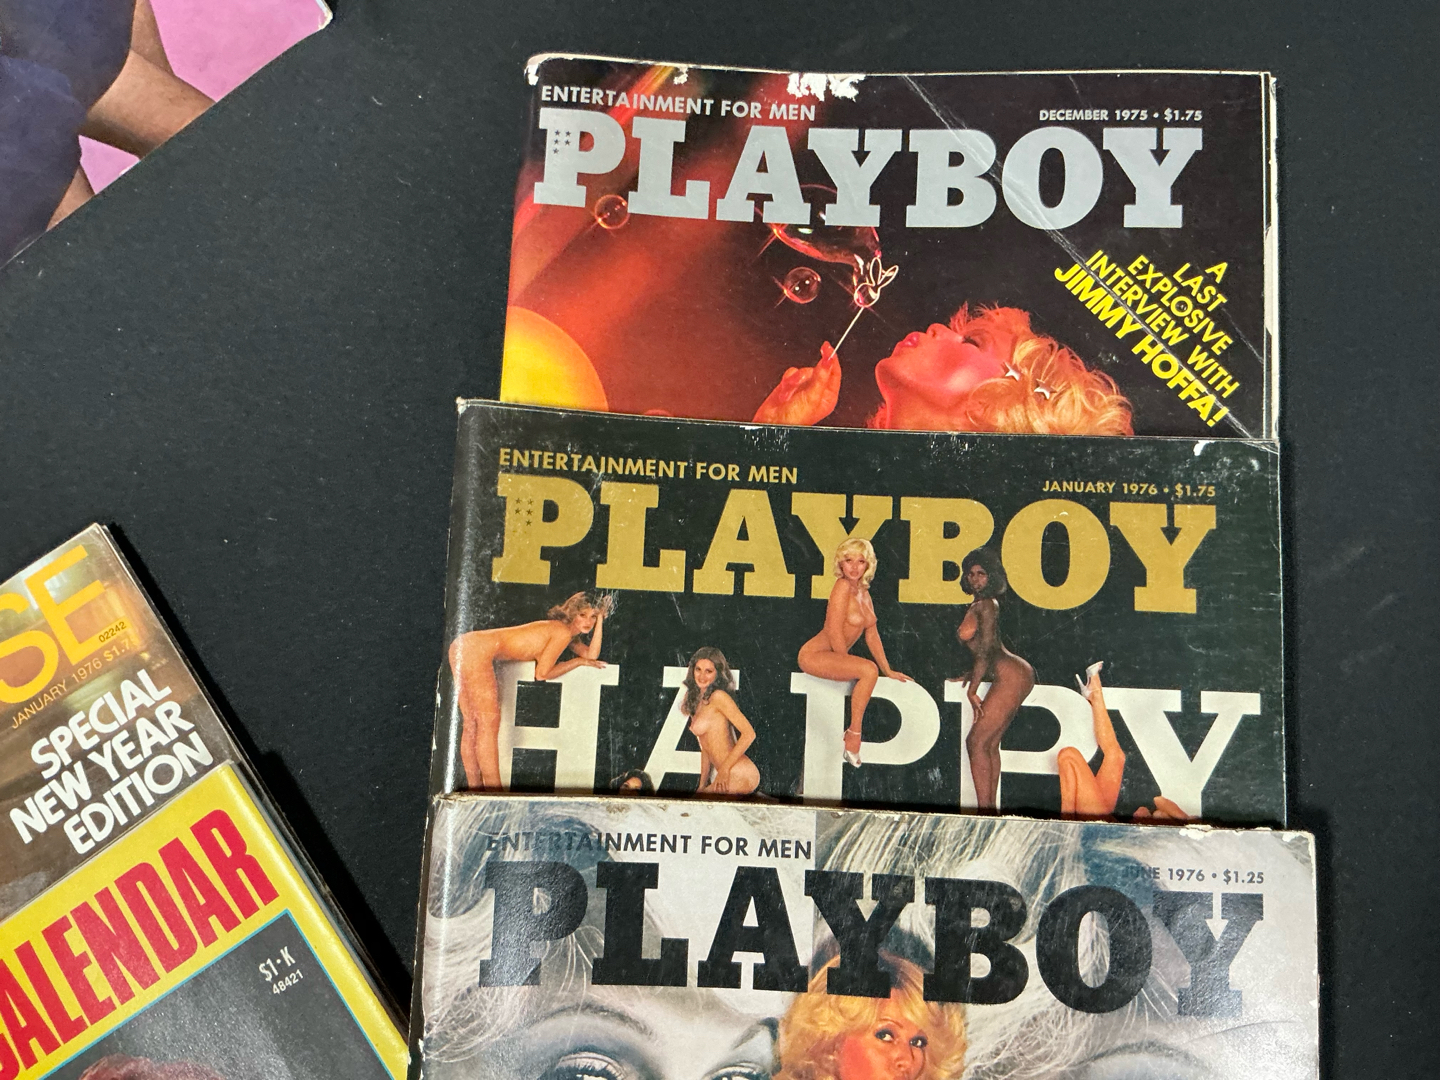 ENTERTAINMENT FOR MEN
DECEMBER 1975 • $1.75
PLAYBOY
A
LAST
EXPLOSIVE
INTERVIEW WITH
JIMMY HOFFA!
ENTERTAINMENT FOR MEN
JANUARY 1976 • $1.75
PLAYBOY
HAPPY
ENTERTAINMENT FOR MEN
JUNE 1976 • $1.25
PLAYBOY
SE
02242
JANUARY 1976 $1.7
SPECIAL
NEW YEAR
EDITION
CALENDAR
$1•K
48421